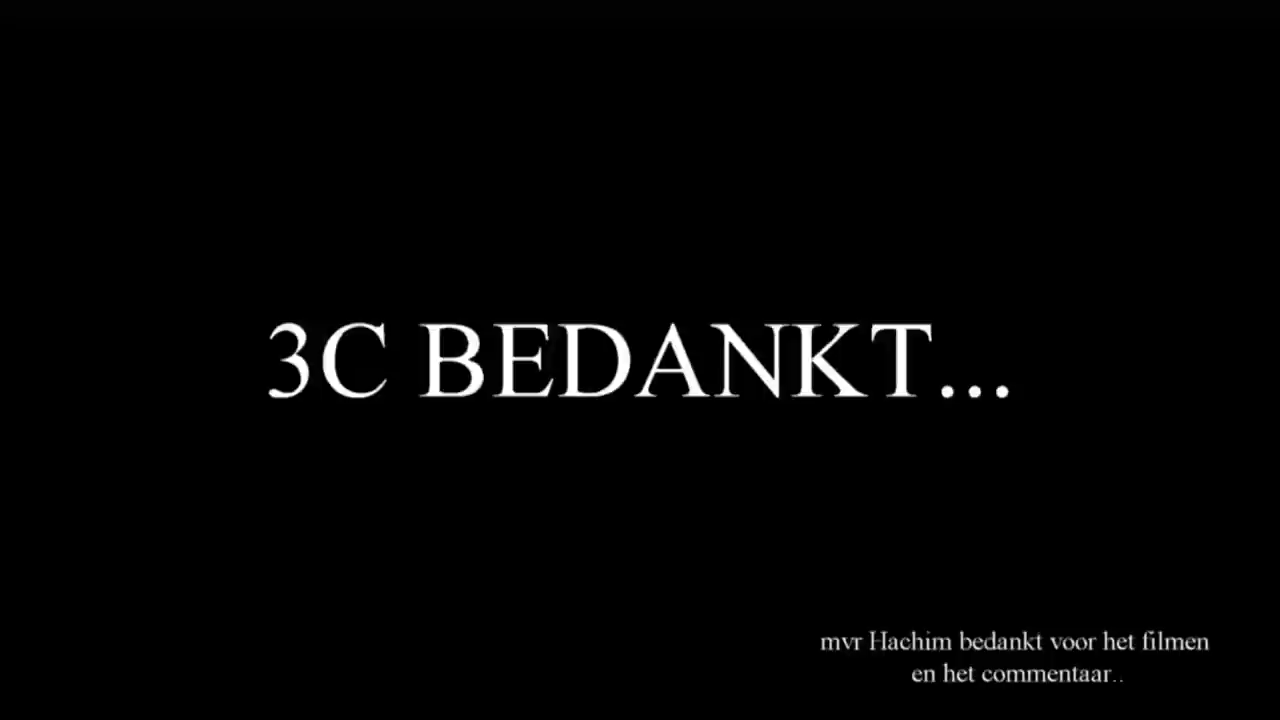 3C BEDANKT...
mvr Hachim bedankt voor het filmen
en het commentaar..